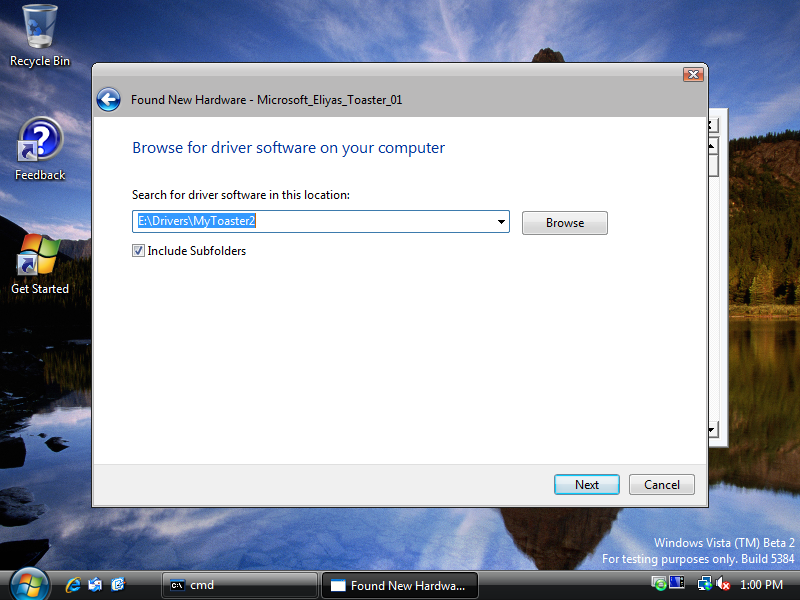 Recycle Bin
Feedback
Get Started
Found New Hardware - Microsoft_Eliyas_Toaster_01
Browse for driver software on your computer
Search for driver software in this location:
E:\Drivers\MyToaster2
Browse
Include Subfolders
Next
Cancel
Windows Vista (TM) Beta 2
For testing purposes only. Build 5384
C:\
cmd
Found New Hardwa...
1:00 PM